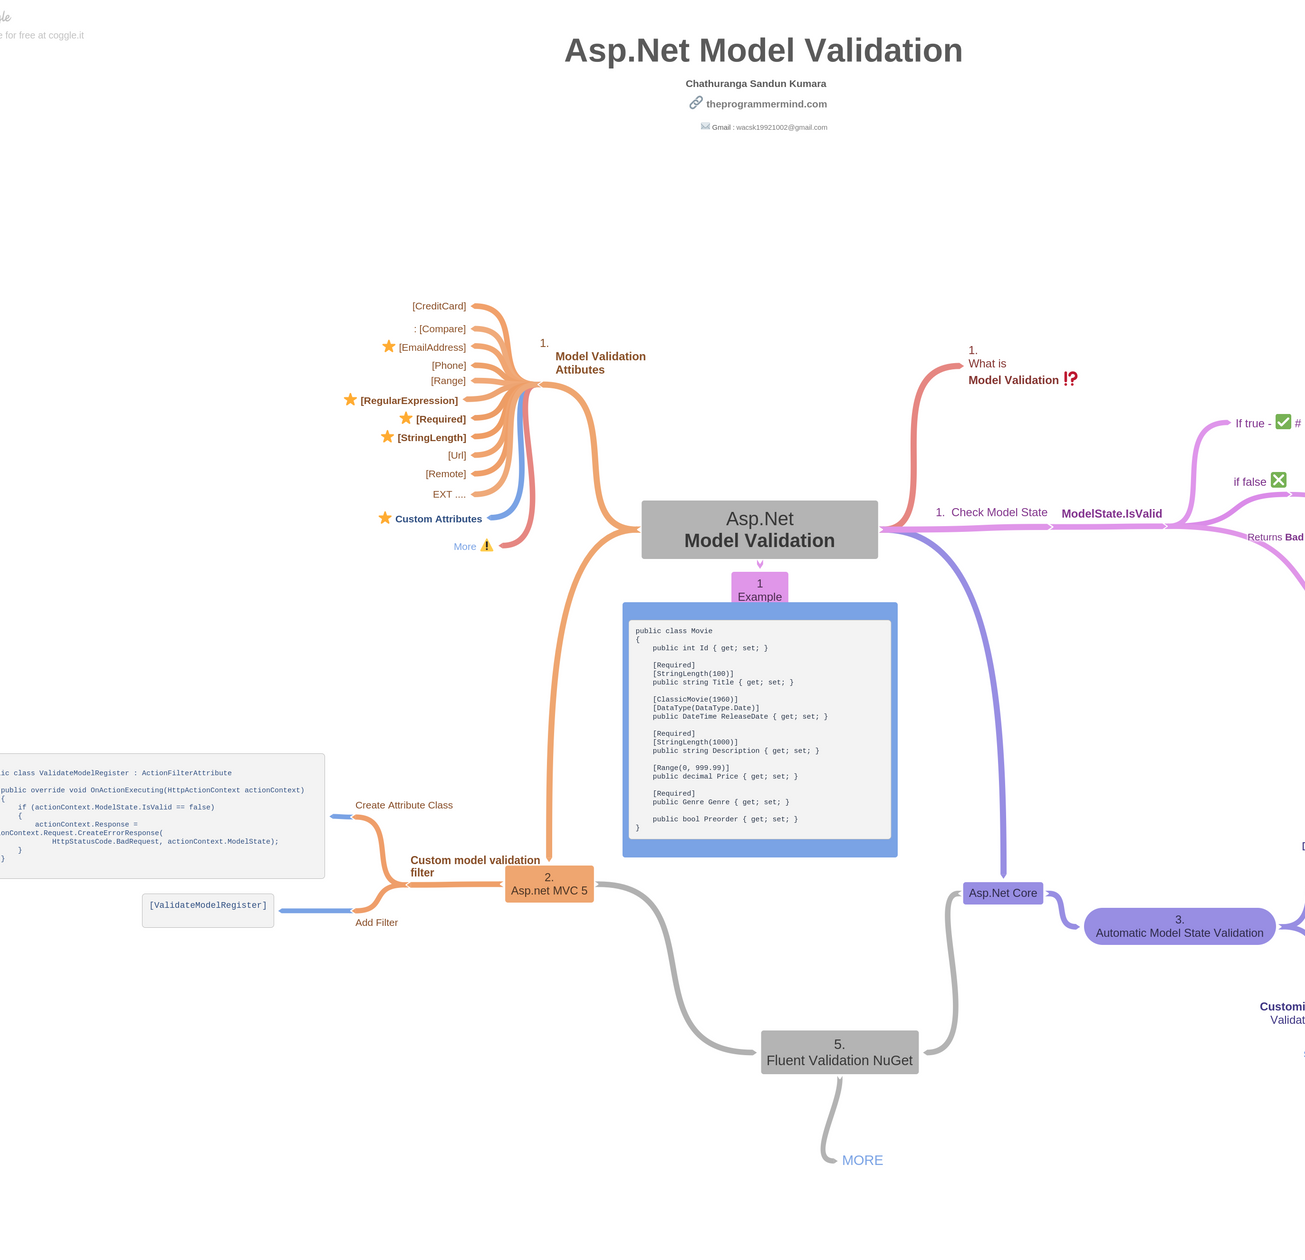 e for free at coggle.it
Asp.Net Model Validation
Chathuranga Sandun Kumara
theprogrammermind.com
Gmail : wacsk19921002@gmail.com
[CreditCard]
: [Compare]
[EmailAddress]
[Phone]
[Range]
[RegularExpression]
[Required]
[StringLength]
[Url]
[Remote]
EXT ....
Custom Attributes
More
1.
Model Validation
Attibutes
1.
What is
Model Validation ⁉
If true - ✅ #
if false ❎
1. Check Model State
ModelState.IsValid
Returns Bad
Asp.Net
Model Validation
1
Example
public class Movie
{
public int Id { get; set; }
[Required]
[StringLength(100)]
public string Title { get; set; }
[ClassicMovie(1960)]
[DataType(DataType.Date)]
public DateTime ReleaseDate { get; set; }
[Required]
[StringLength(1000)]
public string Description { get; set; }
[Range(0, 999.99)]
public decimal Price { get; set; }
[Required]
public Genre Genre { get; set; }
public bool Preorder { get; set; }
}
ic class ValidateModelRegister : ActionFilterAttribute
public override void OnActionExecuting(HttpActionContext actionContext)
{
if (actionContext.ModelState.IsValid == false)
{
actionContext.Response =
onContext.Request.CreateErrorResponse(
HttpStatusCode.BadRequest, actionContext.ModelState);
}
}
Create Attribute Class
Custom model validation
filter
[ValidateModelRegister]
Add Filter
2.
Asp.net MVC 5
Asp.Net Core
3.
Automatic Model State Validation
Customi
Validat
5.
Fluent Validation NuGet
MORE